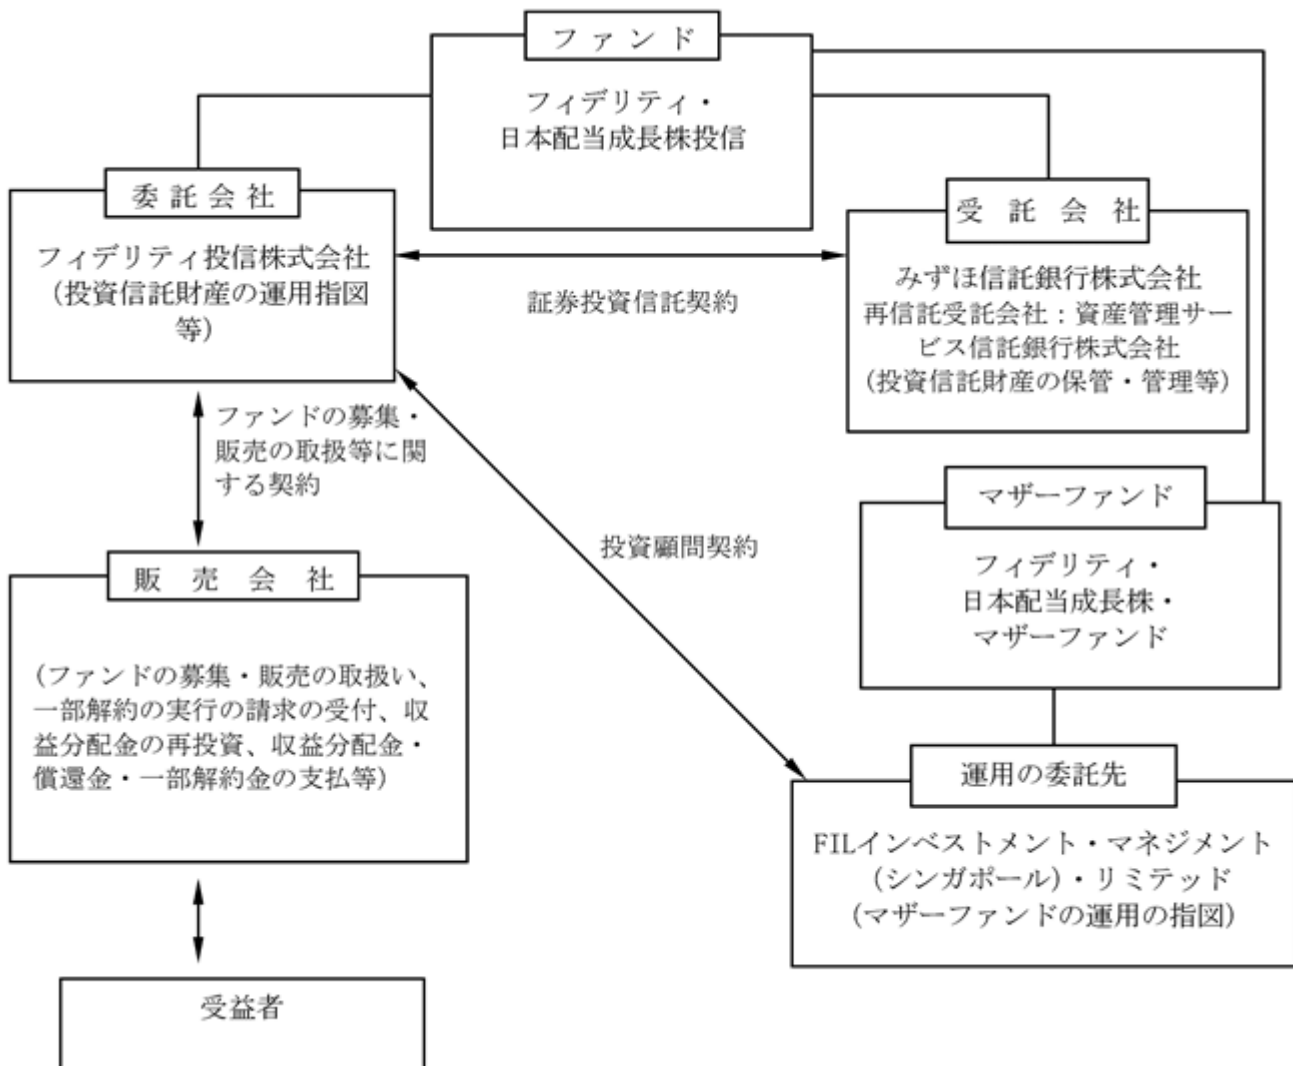 ファンド
フィデリティ・
日本配当成長株投信
委託会社
フィデリティ投信株式会社
（投資信託財産の運用指図
等）
証券投資信託契約
受託会社
みずほ信託銀行株式会社
再信託受託会社：資産管理サー
ビス信託銀行株式会社
（投資信託財産の保管・管理等）
ファンドの募集・
販売の取扱等に関
する契約
投資顧問契約
マザーファンド
フィデリティ・
日本配当成長株・
マザーファンド
販売会社
（ファンドの募集・販売の取扱い、
一部解約の実行の請求の受付、収
益分配金の再投資、収益分配金・
償還金・一部解約金の支払等）
運用の委託先
FILインベストメント・マネジメント
（シンガポール）・リミテッド
（マザーファンドの運用の指図）
受益者